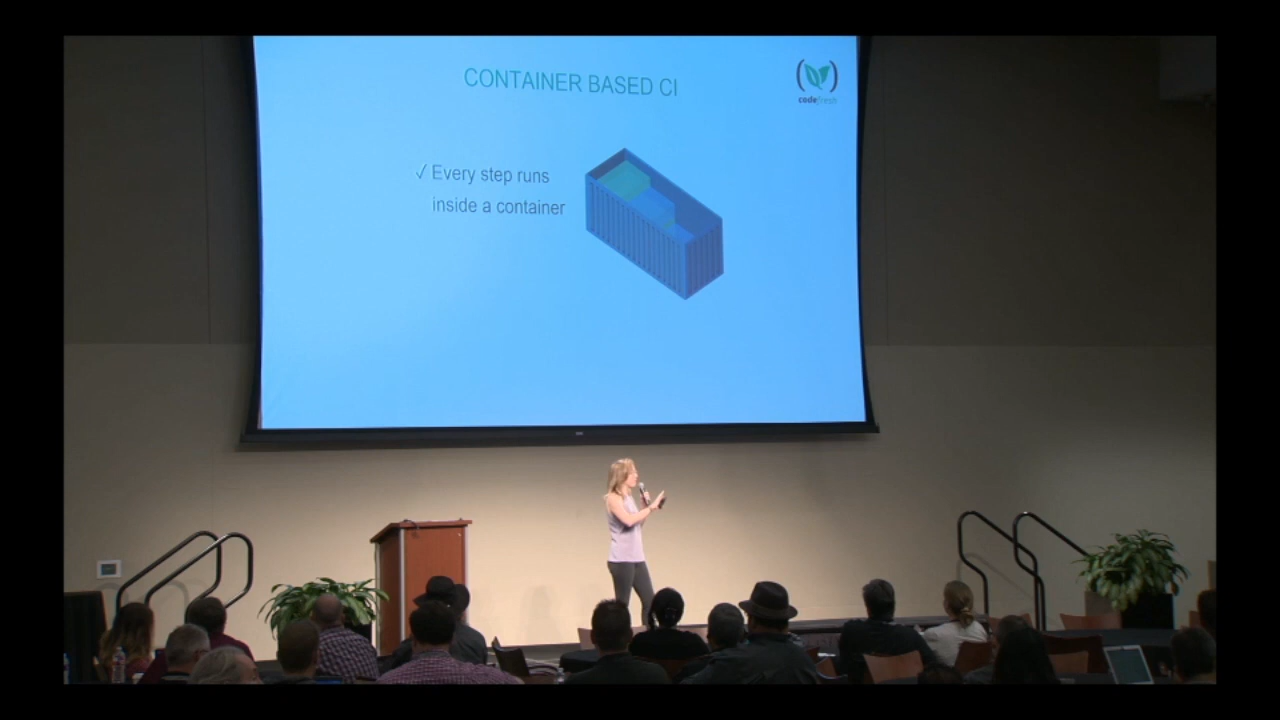 CONTAINER BASED CI
codefresh
✓ Every step runs
inside a container